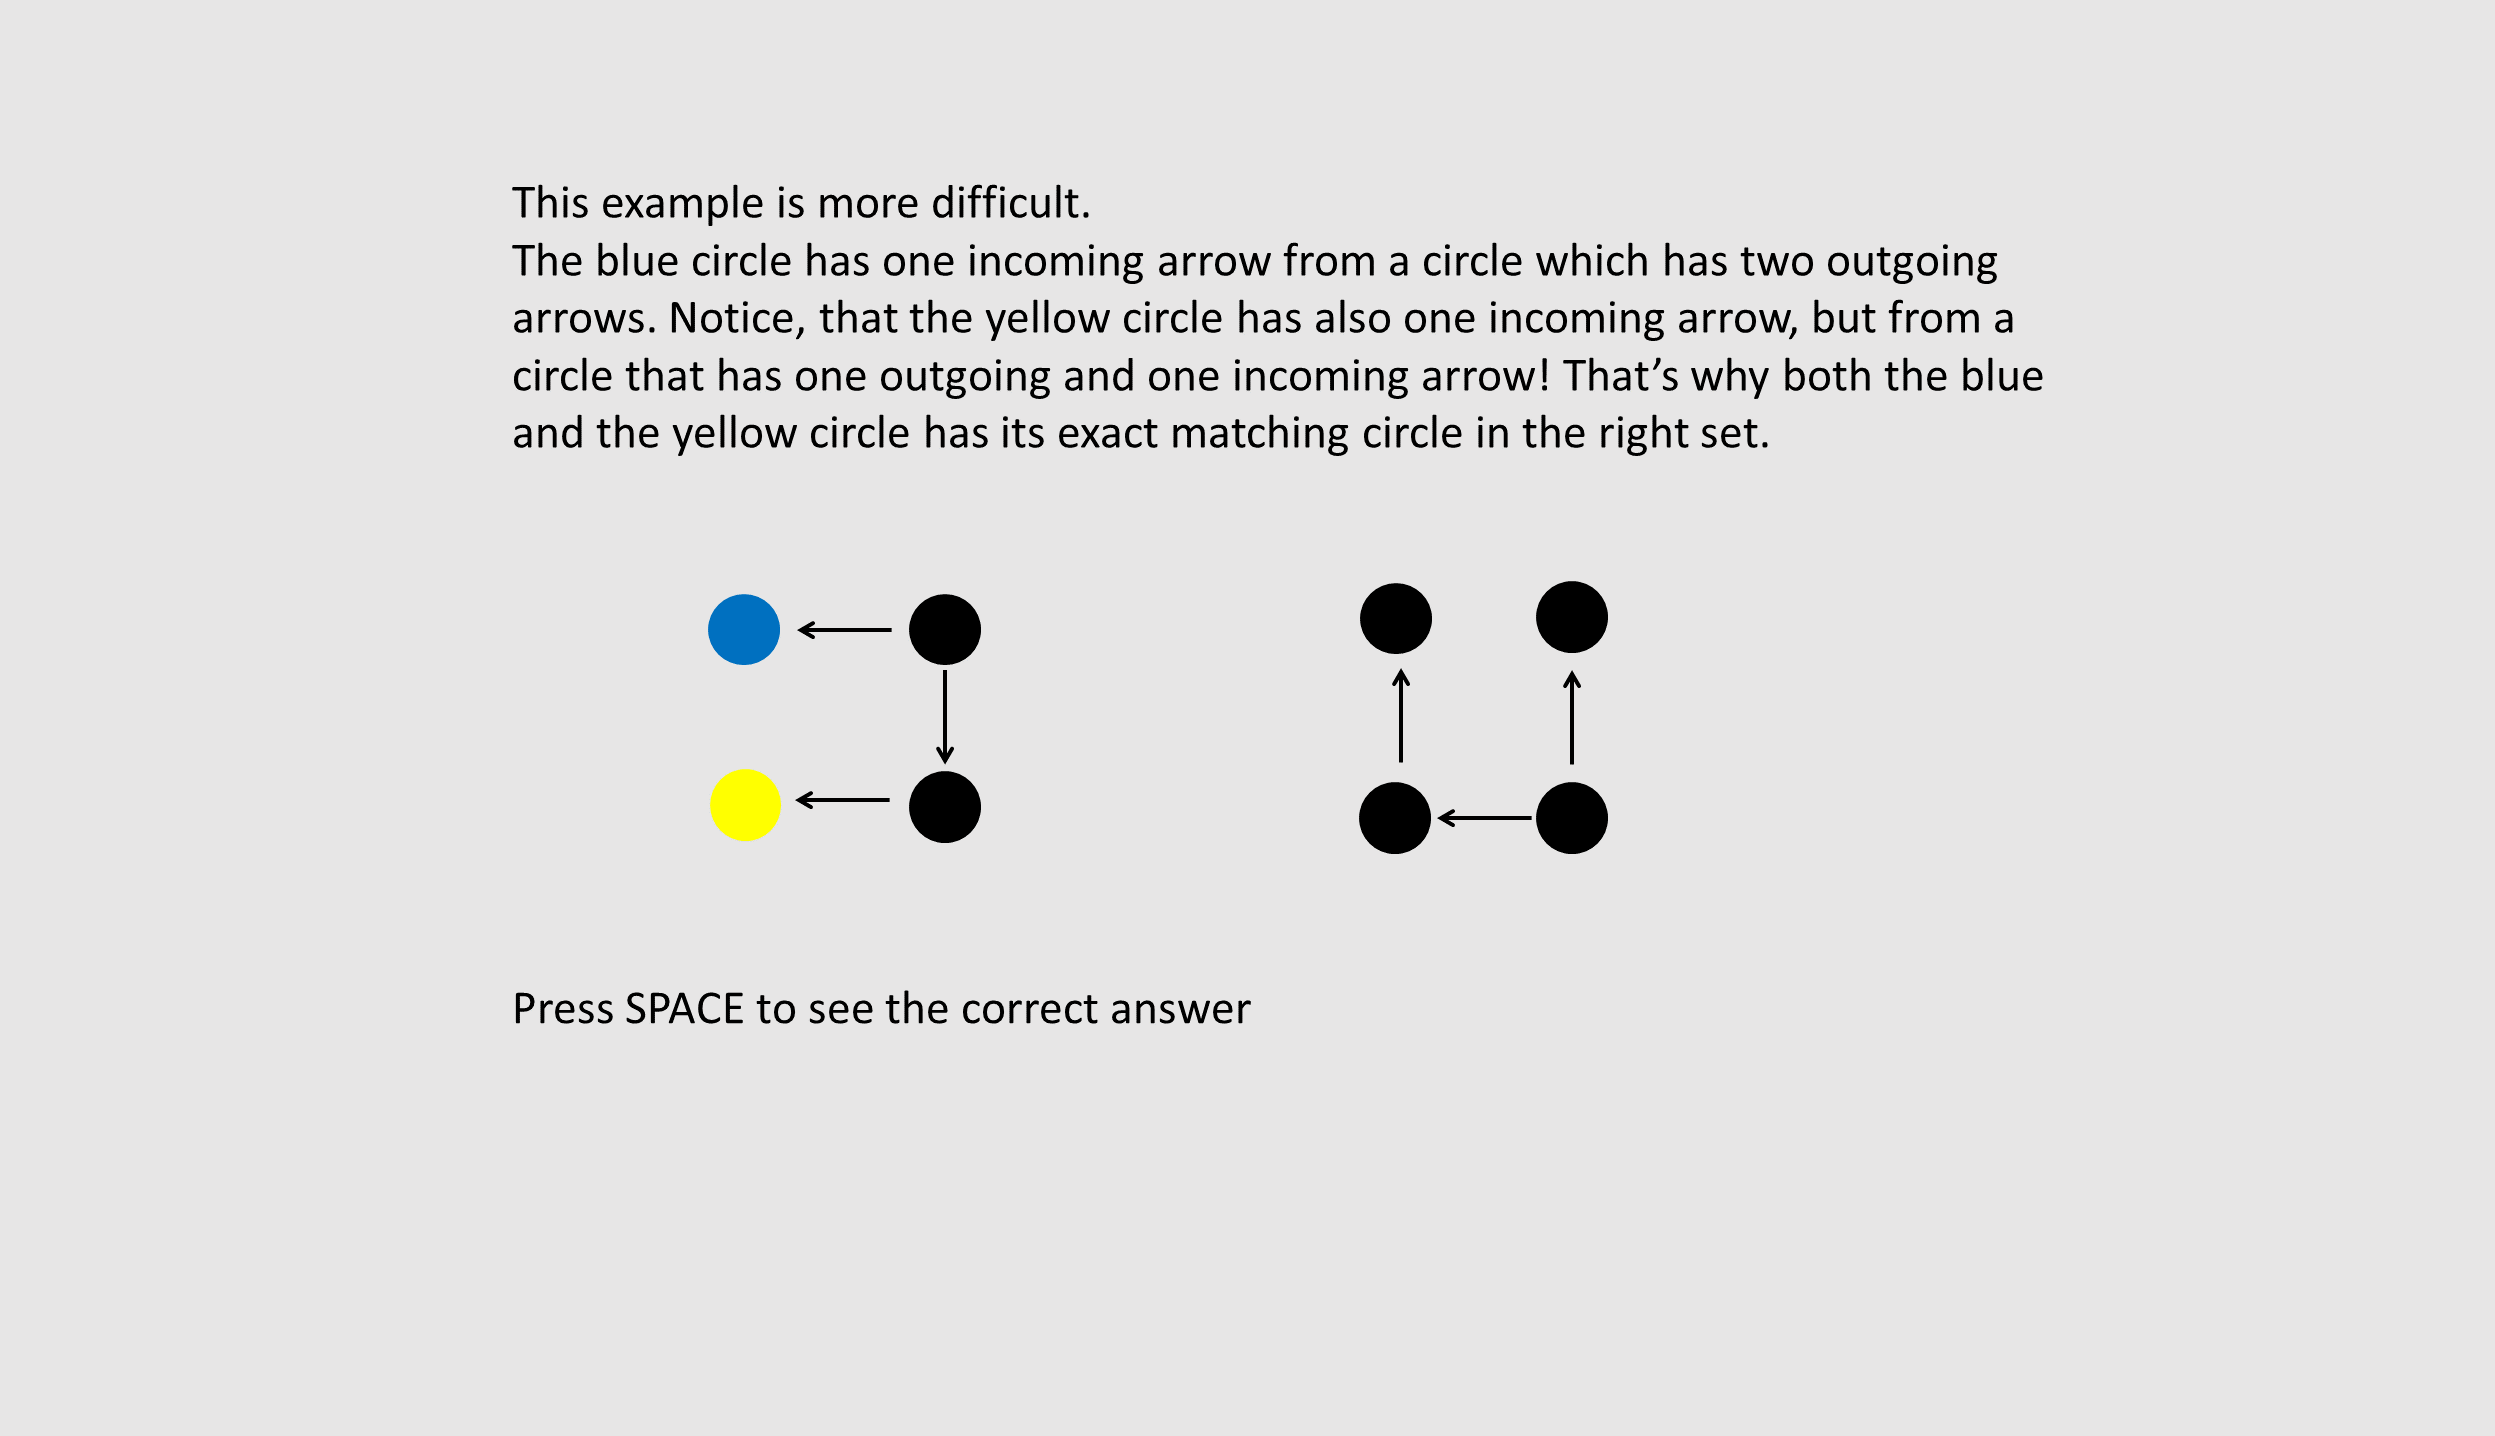 This example is more difficult.
The blue circle has one incoming arrow from a circle which has two outgoing
arrows. Notice, that the yellow circle has also one incoming arrow, but from a
circle that has one outgoing and one incoming arrow! That’s why both the blue
and the yellow circle has its exact matching circle in the right set.
Press SPACE to see the correct answer